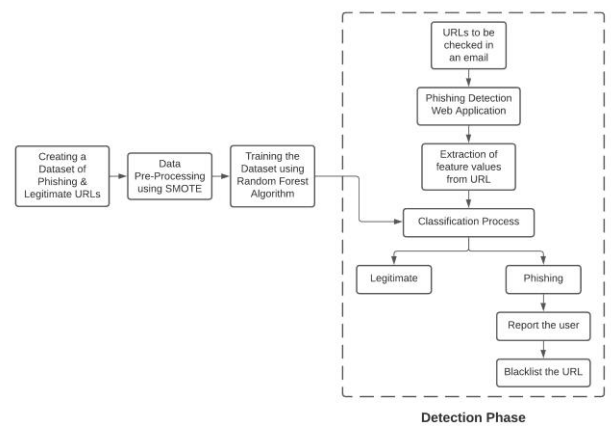 Creating a
Dataset of
Phishing &
Legitimate URLs
Data
Pre-Processing
using SMOTE
Training the
Dataset using
Random Forest
Algorithm
URLs to be
checked in
an email
Phishing Detection
Web Application
Extraction of
feature values
from URL
Classification Process
Legitimate
Phishing
Report the user
Blacklist the URL
Detection Phase